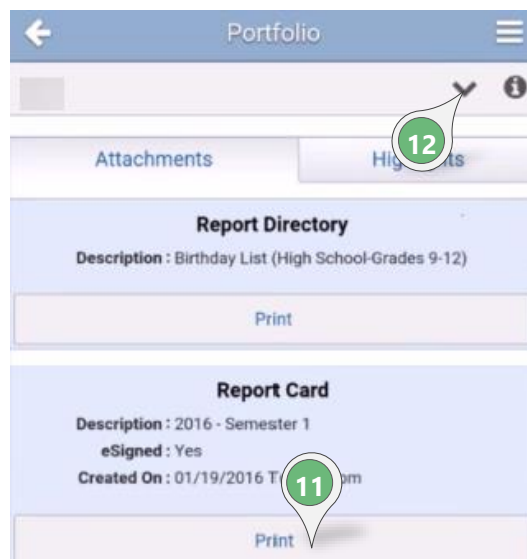 Portfolio
12
Attachments
Report Directory
Description : Birthday List (High School-Grades 9-12)
Print
Report Card
Description : 2016 - Semester 1
eSigned : Yes
Created On : 01/19/2016
11
Print